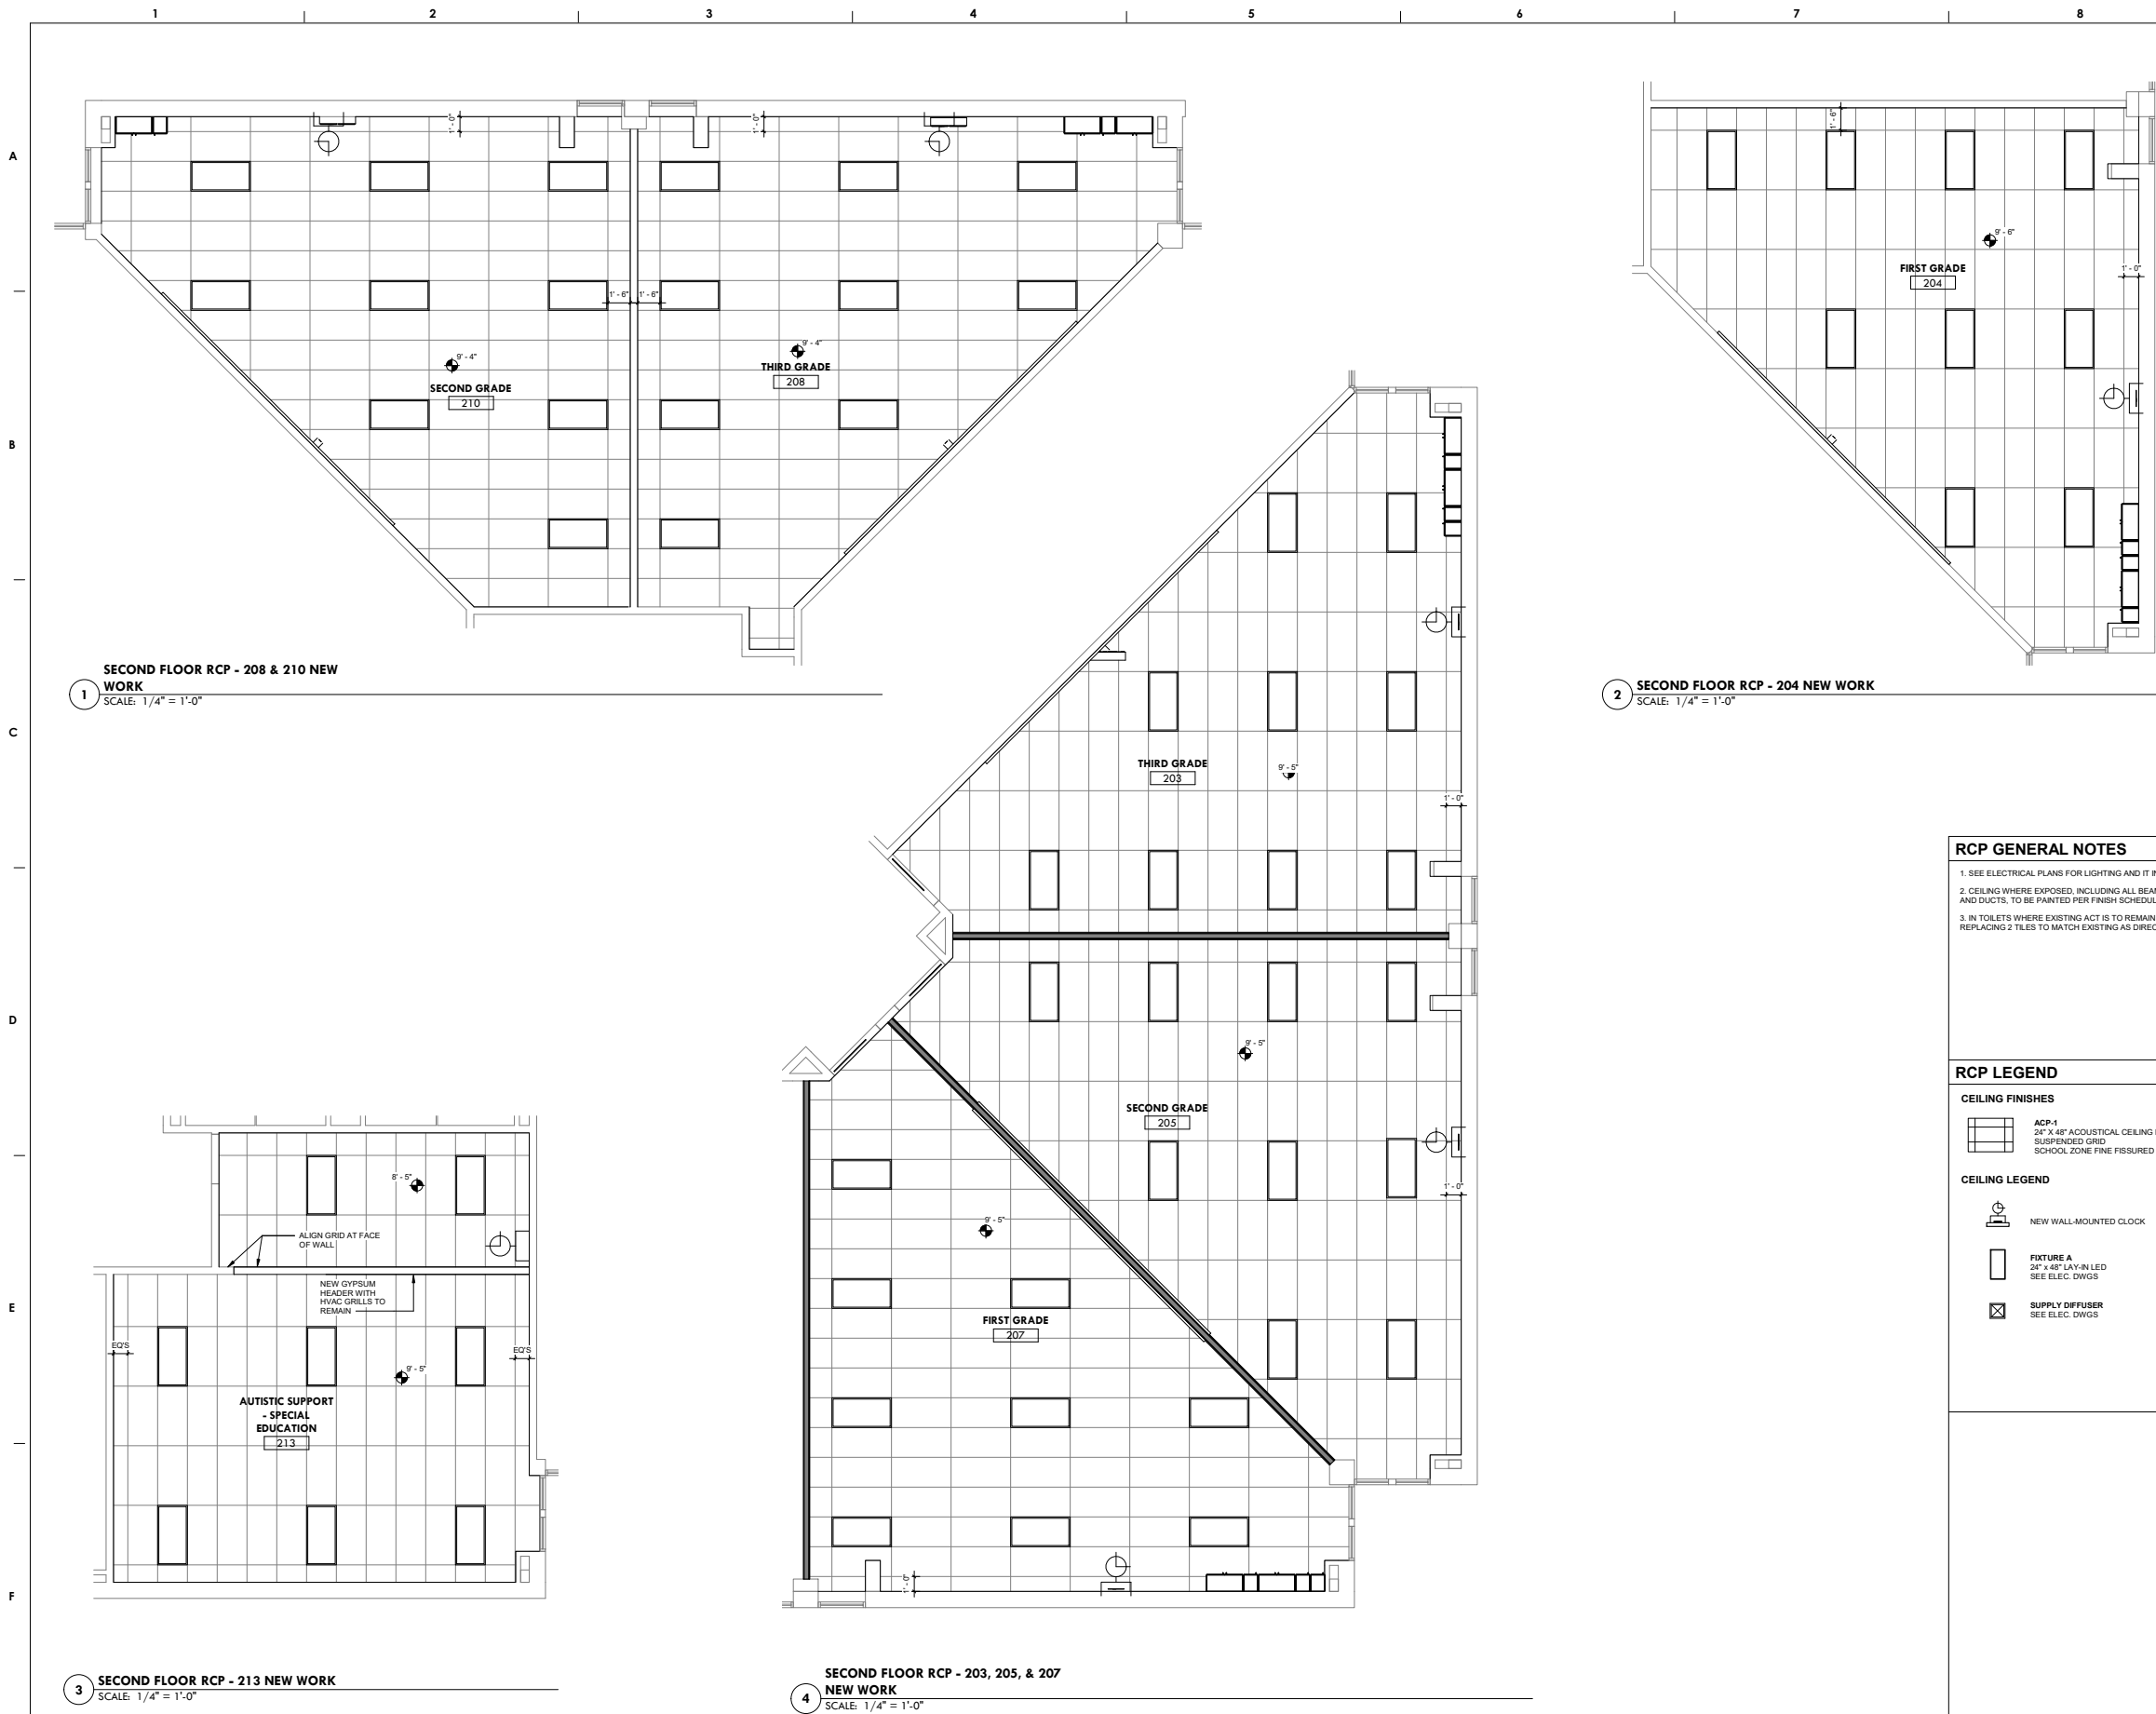 1 2 3 4 5 6 7 8
A
B
C
D
E
F
1' - 0"
1' - 0"
1' - 6"
1' - 6"
9' - 4"
SECOND GRADE
210
9' - 4"
THIRD GRADE
208
1
SECOND FLOOR RCP - 208 & 210 NEW
WORK
SCALE: 1/4" = 1'-0"
1' - 6"
9' - 6"
FIRST GRADE
204
1' - 0"
2
SECOND FLOOR RCP - 204 NEW WORK
SCALE: 1/4" = 1'-0"
8' - 5"
ALIGN GRID AT FACE
OF WALL
NEW GYPSUM
HEADER WITH
HVAC GRILLS TO
REMAIN
EQ'S
EQ'S
9' - 5"
AUTISTIC SUPPORT
- SPECIAL
EDUCATION
213
3
SECOND FLOOR RCP - 213 NEW WORK
SCALE: 1/4" = 1'-0"
THIRD GRADE
203
9' - 5"
1' - 0"
9' - 5"
SECOND GRADE
205
1' - 0"
9' - 5"
FIRST GRADE
207
1' - 0"
4
SECOND FLOOR RCP - 203, 205, & 207
NEW WORK
SCALE: 1/4" = 1'-0"
RCP GENERAL NOTES
1. SEE ELECTRICAL PLANS FOR LIGHTING AND IT
2. CEILING WHERE EXPOSED, INCLUDING ALL
AND DUCTS, TO BE PAINTED PER FINISH
3. IN TOILETS WHERE EXISTING ACT IS TO REMAIN
REPLACING 2 TILES TO MATCH EXISTING AS
RCP LEGEND
CEILING FINISHES
ACP-1
24" X 48" ACOUSTICAL CEILING
SUSPENDED GRID
SCHOOL ZONE FINE FISSURED
CEILING LEGEND
NEW WALL-MOUNTED CLOCK
FIXTURE A
24" x 48" LAY-IN LED
SEE ELEC. DWGS
SUPPLY DIFFUSER
SEE ELEC. DWGS